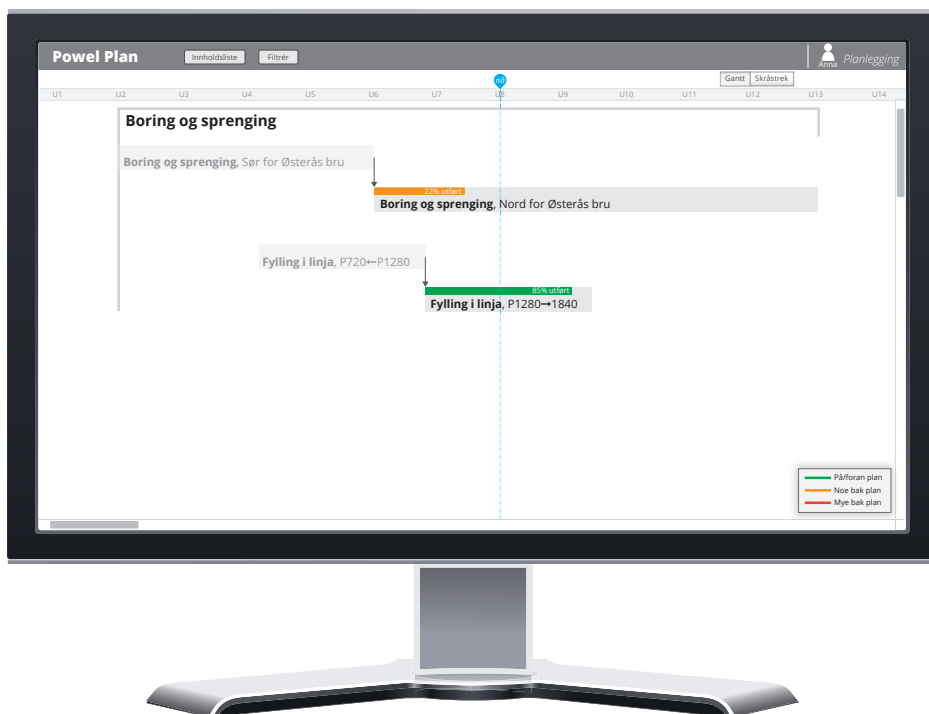 Powel Plan Innholdsliste Filtrér Anna Planlegging
nå Gantt Skråstrek
U1 U2 U3 U4 U5 U6 U7 U8 U9 U10 U11 U12 U13 U14
Boring og sprenging
Boring og sprenging, Sør for Østerås bru
22% utført
Boring og sprenging, Nord for Østerås bru
Fylling i linja, P720←P1280
85% utført
Fylling i linja, P1280→1840
På/foran plan
Noe bak plan
Mye bak plan